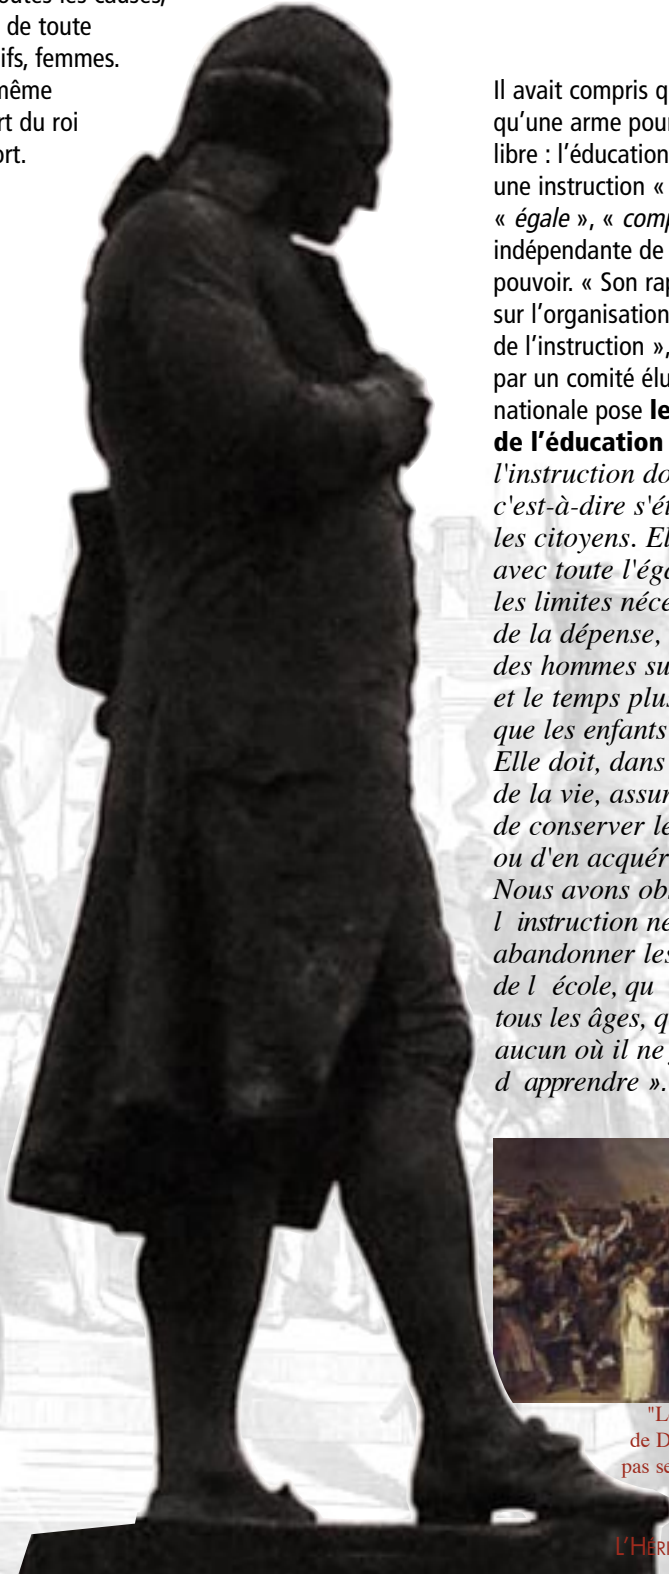 outes les causes,
de toute
ifs, femmes.
même
rt du roi
ort.
Il avait compris q
qu'une arme pour
libre : l'éducation
une instruction «
« égale », « comp
indépendante de
pouvoir. « Son rap
sur l'organisation
de l'instruction »,
par un comité élu
nationale pose le
de l'éducation
l'instruction do
c'est-à-dire s'ét
les citoyens. El
avec toute l'éga
les limites néce
de la dépense,
des hommes su
et le temps plus
que les enfants
Elle doit, dans
de la vie, assur
de conserver le
ou d'en acquér
Nous avons obs
l instruction ne
abandonner les
de l école, qu
tous les âges, q
aucun où il ne
d apprendre ».
"L
de D
pas se
L'HÉRI